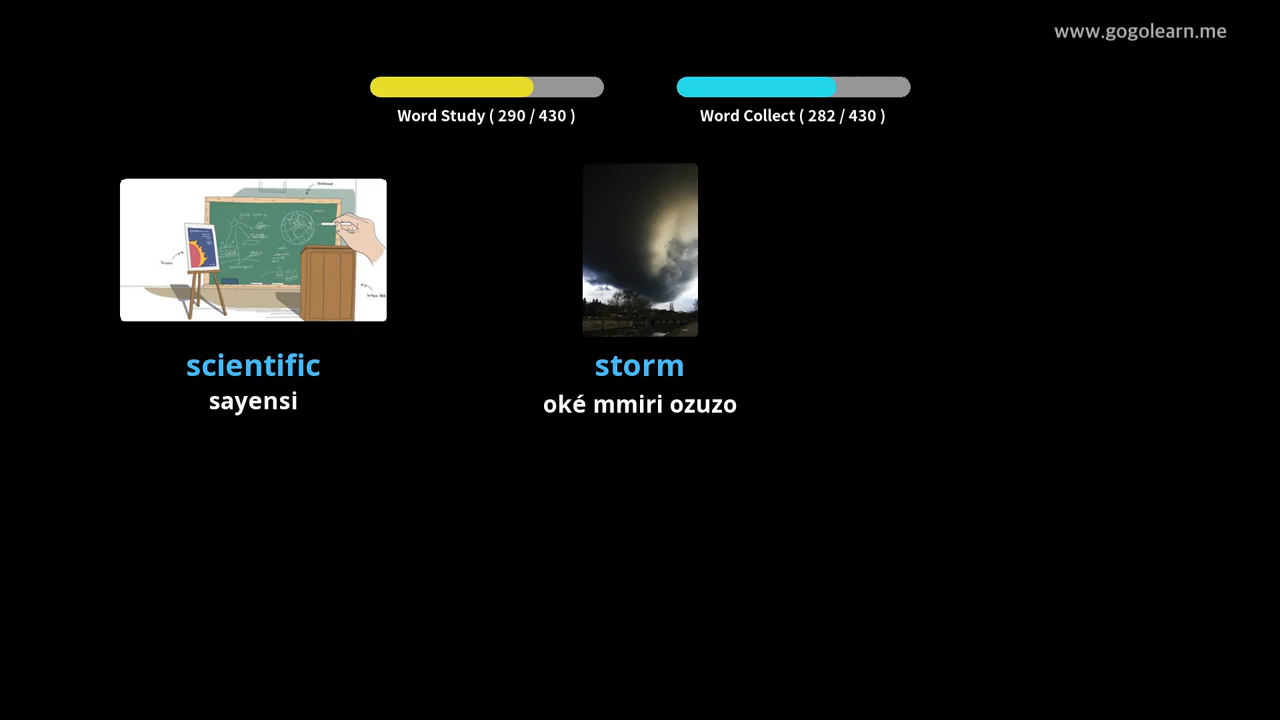 www.gogolearn.me
Word Study ( 290 / 430 )
Word Collect ( 282 / 430 )
scientific
sayensi
storm
oké mmiri ozuzo